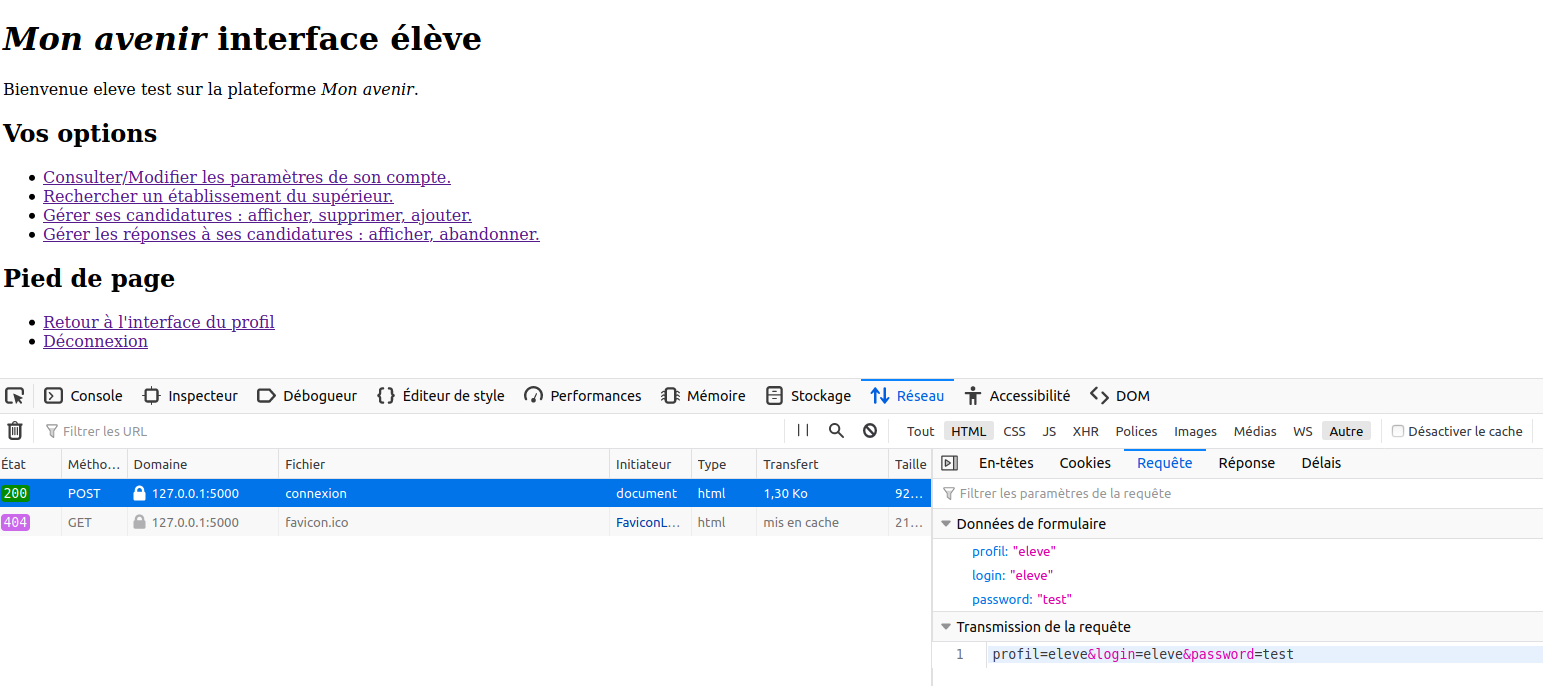 Mon avenir interface élève
Bienvenue eleve test sur la plateforme Mon avenir.
Vos options
Consulter/Modifier les paramètres de son compte.
Rechercher un établissement du supérieur.
Gérer ses candidatures : afficher, supprimer, ajouter.
Gérer les réponses à ses candidatures : afficher, abandonner.
Pied de page
Retour à l'interface du profil
Déconnexion
Console Inspecteur Débogueur Éditeur de style Performances Mémoire Stockage Réseau Accessibilité DOM
Filtrer les URL Tout HTML CSS JS XHR Polices Images Médias WS Autre Désactiver le cache
État Métho… Domaine Fichier Initiateur Type Transfert Taille
200 POST 127.0.0.1:5000 connexion document html 1,30 Ko 92…
404 GET 127.0.0.1:5000 favicon.ico FaviconL… html mis en cache 21…
En-têtes Cookies Requête Réponse Délais
Filtrer les paramètres de la requête
Données de formulaire
profil: "eleve"
login: "eleve"
password: "test"
Transmission de la requête
1 profil=eleve&login=eleve&password=test